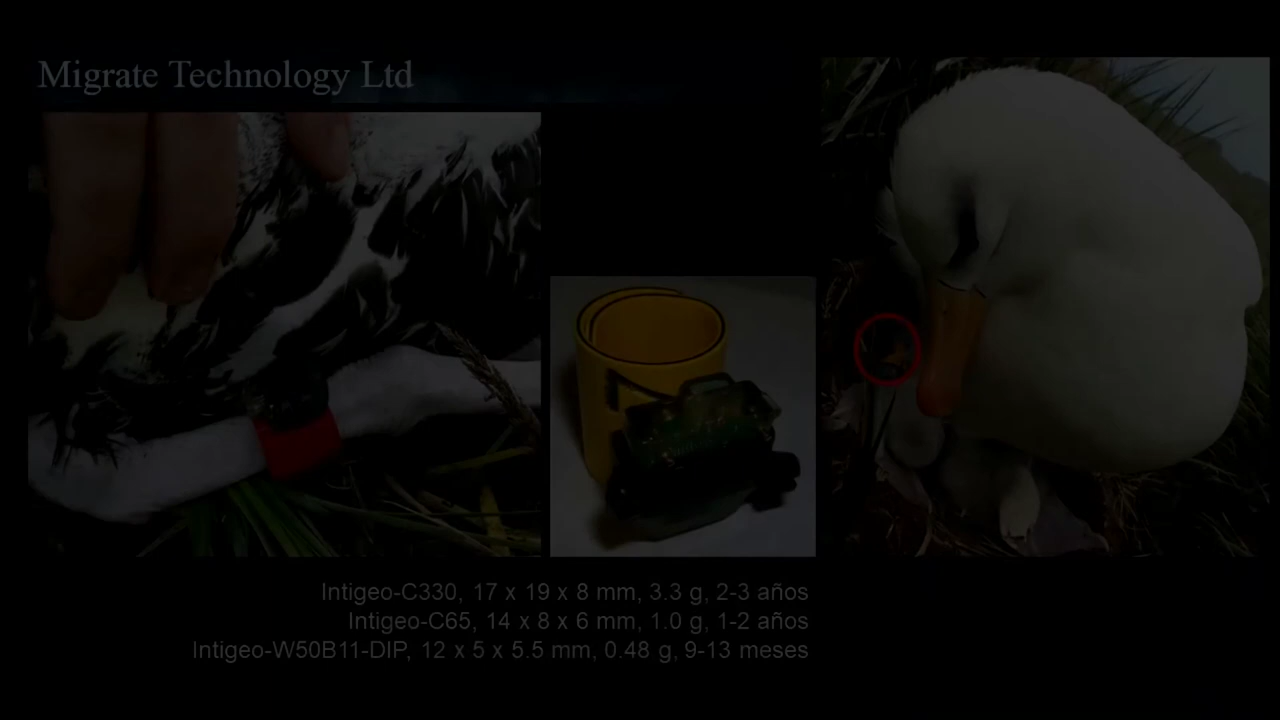 Migrate Technology Ltd
Intigeo-C330, 17 x 19 x 8 mm, 3.3 g, 2-3 años
Intigeo-C65, 14 x 8 x 6 mm, 1.0 g, 1-2 años
Intigeo-W50B11-DIP, 12 x 5 x 5.5 mm, 0.48 g, 9-13 meses